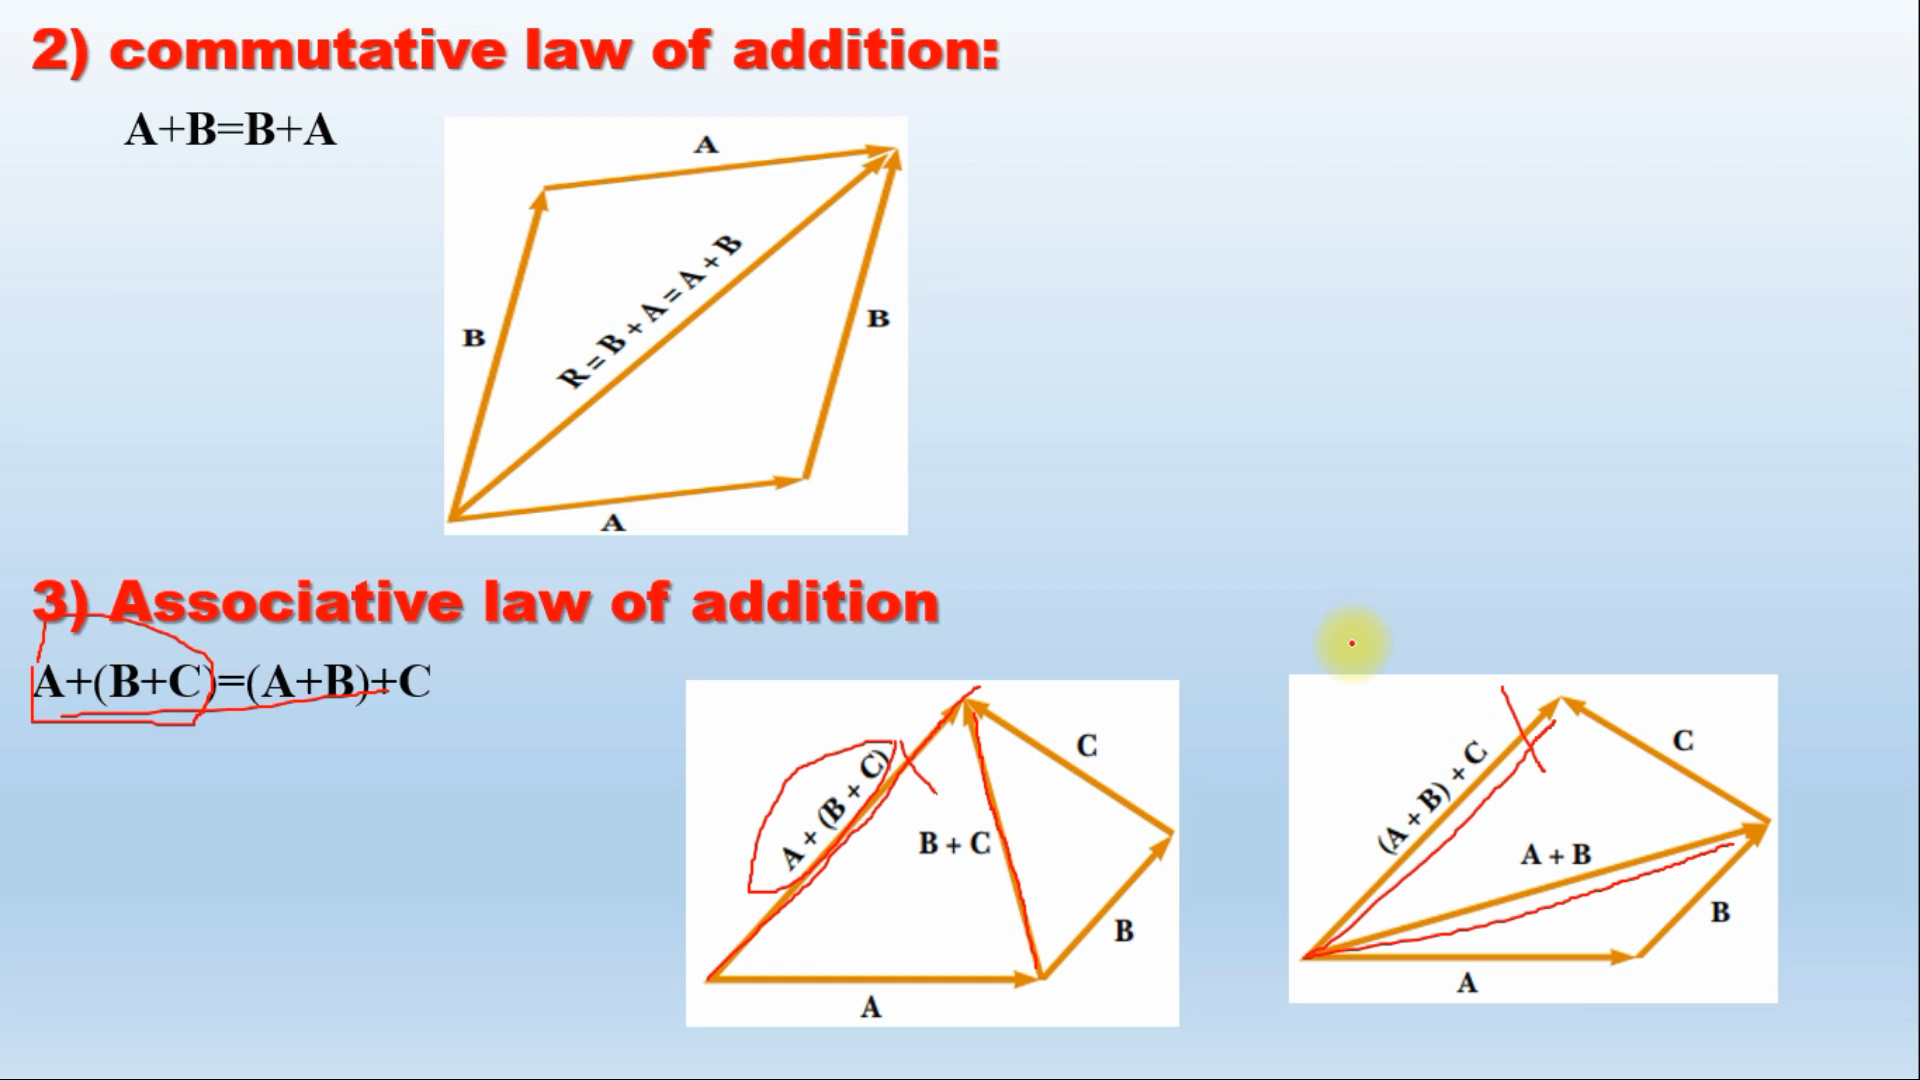 2) commutative law of addition:
A+B=B+A
A
B
R = B + A = A + B
B
A
3) Associative law of addition
A+(B+C)=(A+B)+C
A + (B + C)
C
B + C
B
A
(A + B) + C
C
A + B
B
A